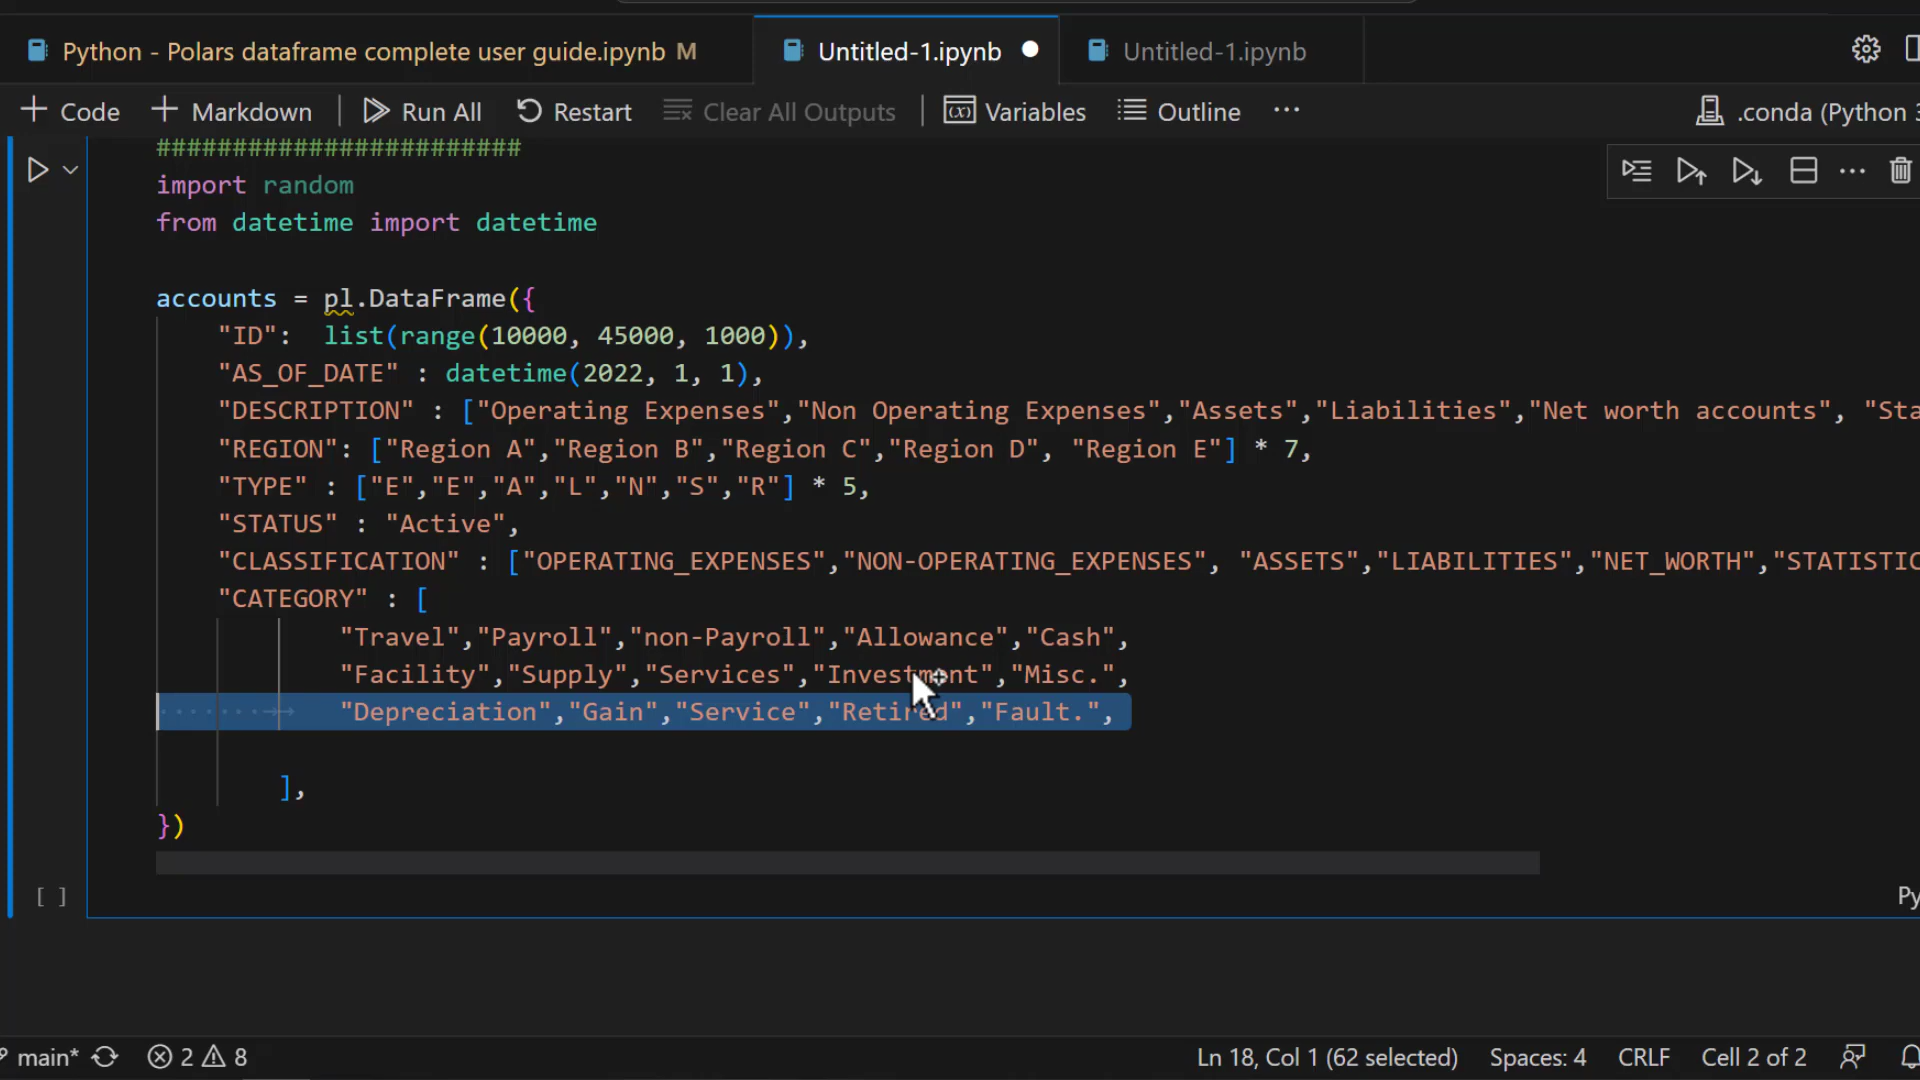 Python - Polars dataframe complete user guide.ipynb M
Untitled-1.ipynb
Untitled-1.ipynb
Code
Markdown
Run All
Restart
Clear All Outputs
Variables
Outline
...
.conda (Python 3
########################
import random
from datetime import datetime
accounts = pl.DataFrame({
"ID": list(range(10000, 45000, 1000)),
"AS_OF_DATE" : datetime(2022, 1, 1),
"DESCRIPTION" : ["Operating Expenses","Non Operating Expenses","Assets","Liabilities","Net worth accounts", "Sta
"REGION": ["Region A","Region B","Region C","Region D", "Region E"] * 7,
"TYPE" : ["E","E","A","L","N","S","R"] * 5,
"STATUS" : "Active",
"CLASSIFICATION" : ["OPERATING_EXPENSES","NON-OPERATING_EXPENSES", "ASSETS","LIABILITIES","NET_WORTH","STATISTIC
"CATEGORY" : [
"Travel","Payroll","non-Payroll","Allowance","Cash",
"Facility","Supply","Services","Investment","Misc.",
"Depreciation","Gain","Service","Retired","Fault.",
],
})
[ ]
Py
main*
2
8
Ln 18, Col 1 (62 selected)
Spaces: 4
CRLF
Cell 2 of 2